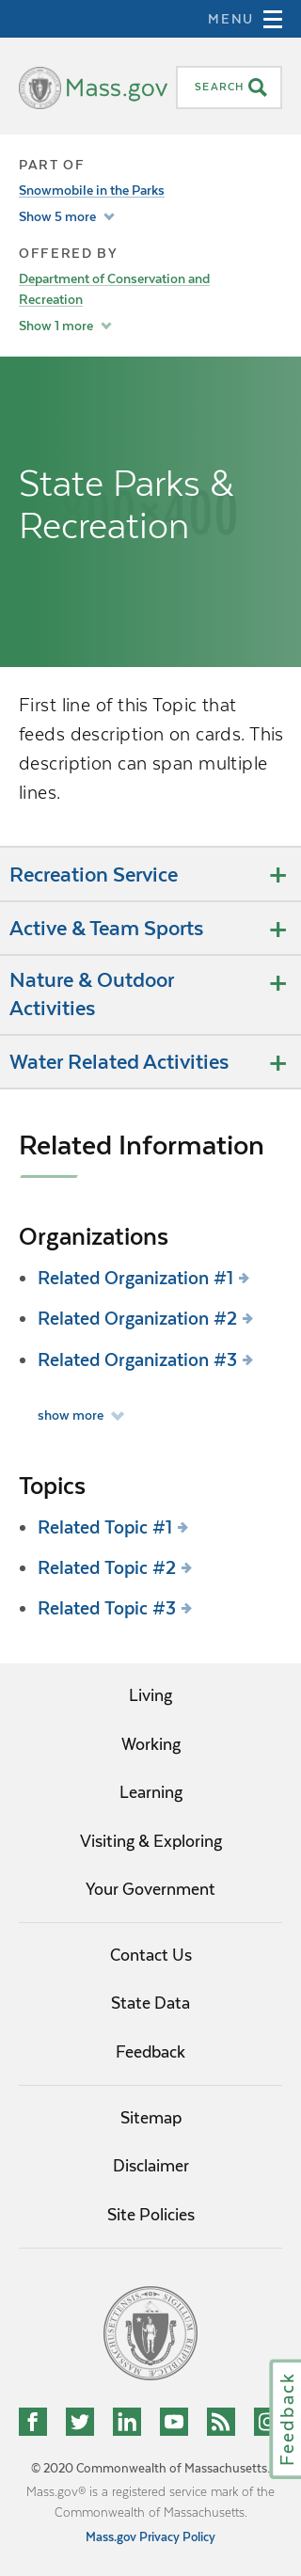 MENU
Mass.gov
SEARCH
PART OF
Snowmobile in the Parks
Show 5 more
OFFERED BY
Department of Conservation and
Recreation
Show 1 more
State Parks &
Recreation
First line of this Topic that
feeds description on cards. This
description can span multiple
lines.
Recreation Service
Active & Team Sports
Nature & Outdoor
Activities
Water Related Activities
Related Information
Organizations
Related Organization #1
Related Organization #2
Related Organization #3
show more
Topics
Related Topic #1
Related Topic #2
Related Topic #3
Living
Working
Learning
Visiting & Exploring
Your Government
Contact Us
State Data
Feedback
Sitemap
Disclaimer
Site Policies
Feedback
© 2020 Commonwealth of Massachusetts.
Mass.gov® is a registered service mark of the
Commonwealth of Massachusetts.
Mass.gov Privacy Policy